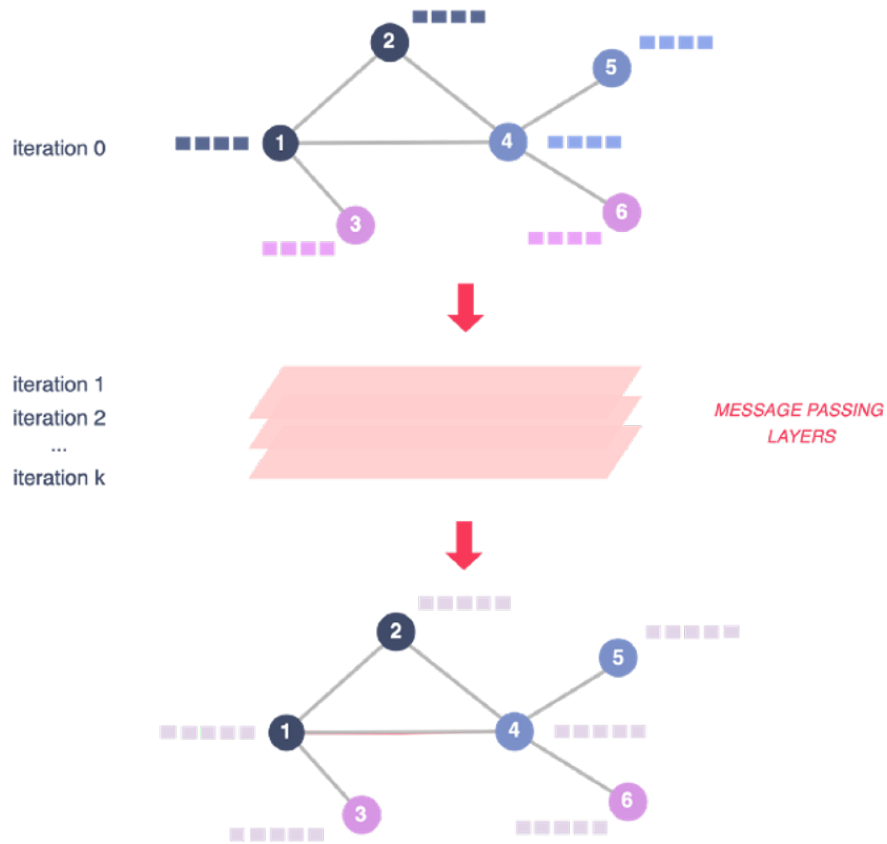 2
5
iteration 0
1
4
3
6
iteration 1
iteration 2
...
iteration k
MESSAGE PASSING
LAYERS
2
5
1
4
3
6